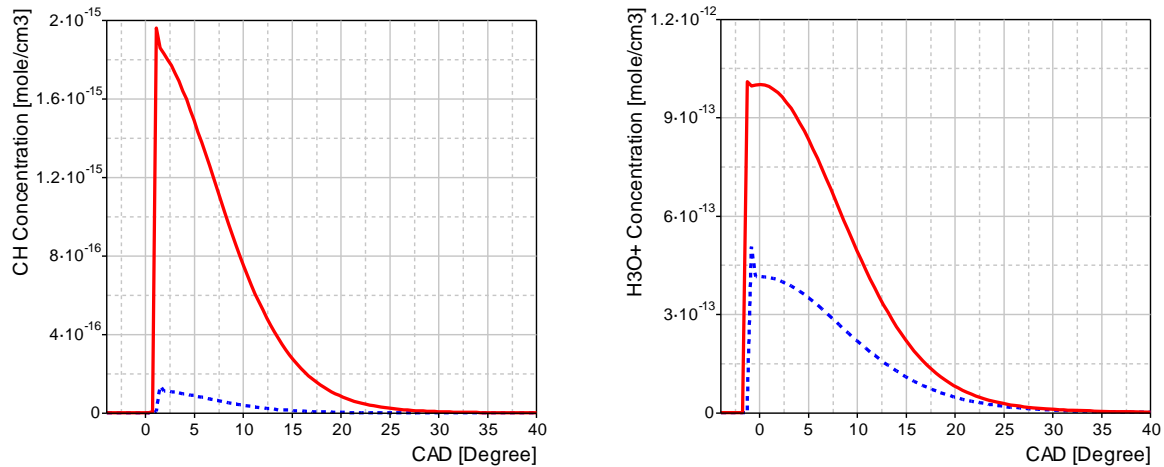 CH Concentration [mole/cm3]
2·10-15
1.6·10-15
1.2·10-15
8·10-16
4·10-16
0
0 5 10 15 20 25 30 35 40
CAD [Degree]
H3O+ Concentration [mole/cm3]
1.2·10-12
9·10-13
6·10-13
3·10-13
0
0 5 10 15 20 25 30 35 40
CAD [Degree]